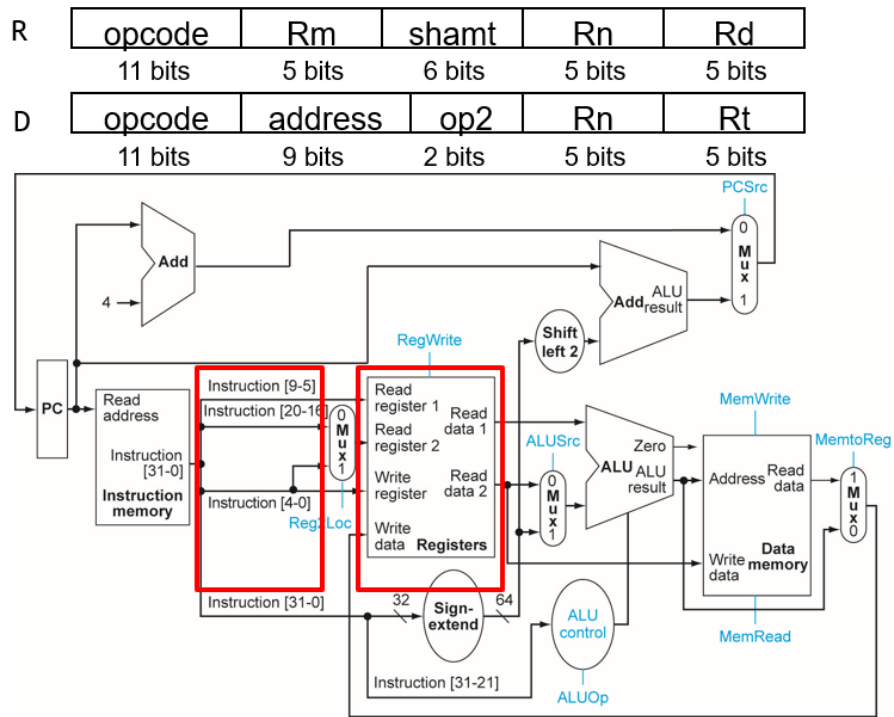 R opcode Rm shamt Rn Rd
11 bits 5 bits 6 bits 5 bits 5 bits
D opcode address op2 Rn Rt
11 bits 9 bits 2 bits 5 bits 5 bits
PCSrc
0
Mux
1
Add
4
Add ALU result
Shift left 2
RegWrite
PC
Read address
Instruction [31-0]
Instruction memory
Instruction [9-5]
Instruction [20-16]
Instruction [4-0]
Instruction [31-0]
Instruction [31-21]
0
Mux
1
Reg2Loc
Read register 1
Read register 2
Write register
Write data
Read data 1
Read data 2
Registers
32
Sign-extend
64
ALUSrc
0
Mux
1
Zero
ALU ALU result
ALU control
ALUOp
MemWrite
Address
Read data
Write data
Data memory
MemRead
MemtoReg
1
Mux
0